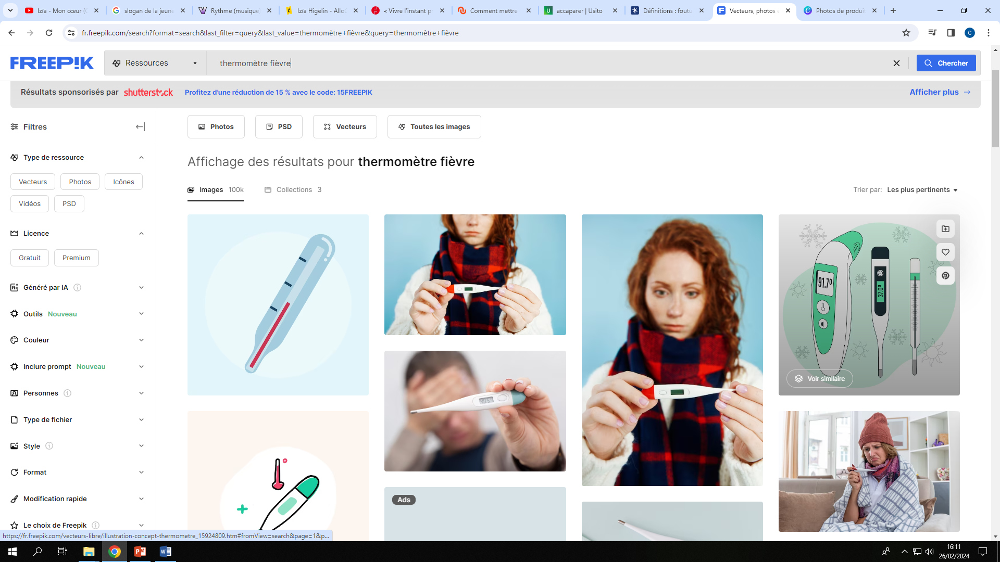 Izïa - Mon cœur (
slogan de la jeune
Rythme (musique
Izïa Higelin - AlloC
« Vivre l'instant pr
Comment mettre
accaparer | Usito
Définitions : foutu
Vecteurs, photos e
Photos de produit
fr.freepik.com/search?format=search&last_filter=query&last_value=thermomètre+fièvre&query=thermomètre+fièvre
C
FREEPIK
Ressources
thermomètre fièvre
Chercher
Résultats sponsorisés par shutterstock
Profitez d'une réduction de 15 % avec le code: 15FREEPIK
Afficher plus →
Filtres
Photos
PSD
Vecteurs
Toutes les images
Type de ressource
Vecteurs
Photos
Icônes
Vidéos
PSD
Licence
Gratuit
Premium
Généré par IA
Outils Nouveau
Couleur
Inclure prompt Nouveau
Personnes
Type de fichier
Style
Format
Modification rapide
Le choix de Freepik
Affichage des résultats pour thermomètre fièvre
Images 100k
Collections 3
Trier par: Les plus pertinents
91.7º
37.0º
Voir similaire
Ads
https://fr.freepik.com/vecteurs-libre/illustration-concept-thermometre_15924809.htm#fromView=search&page=1&p...
16:11
26/02/2024